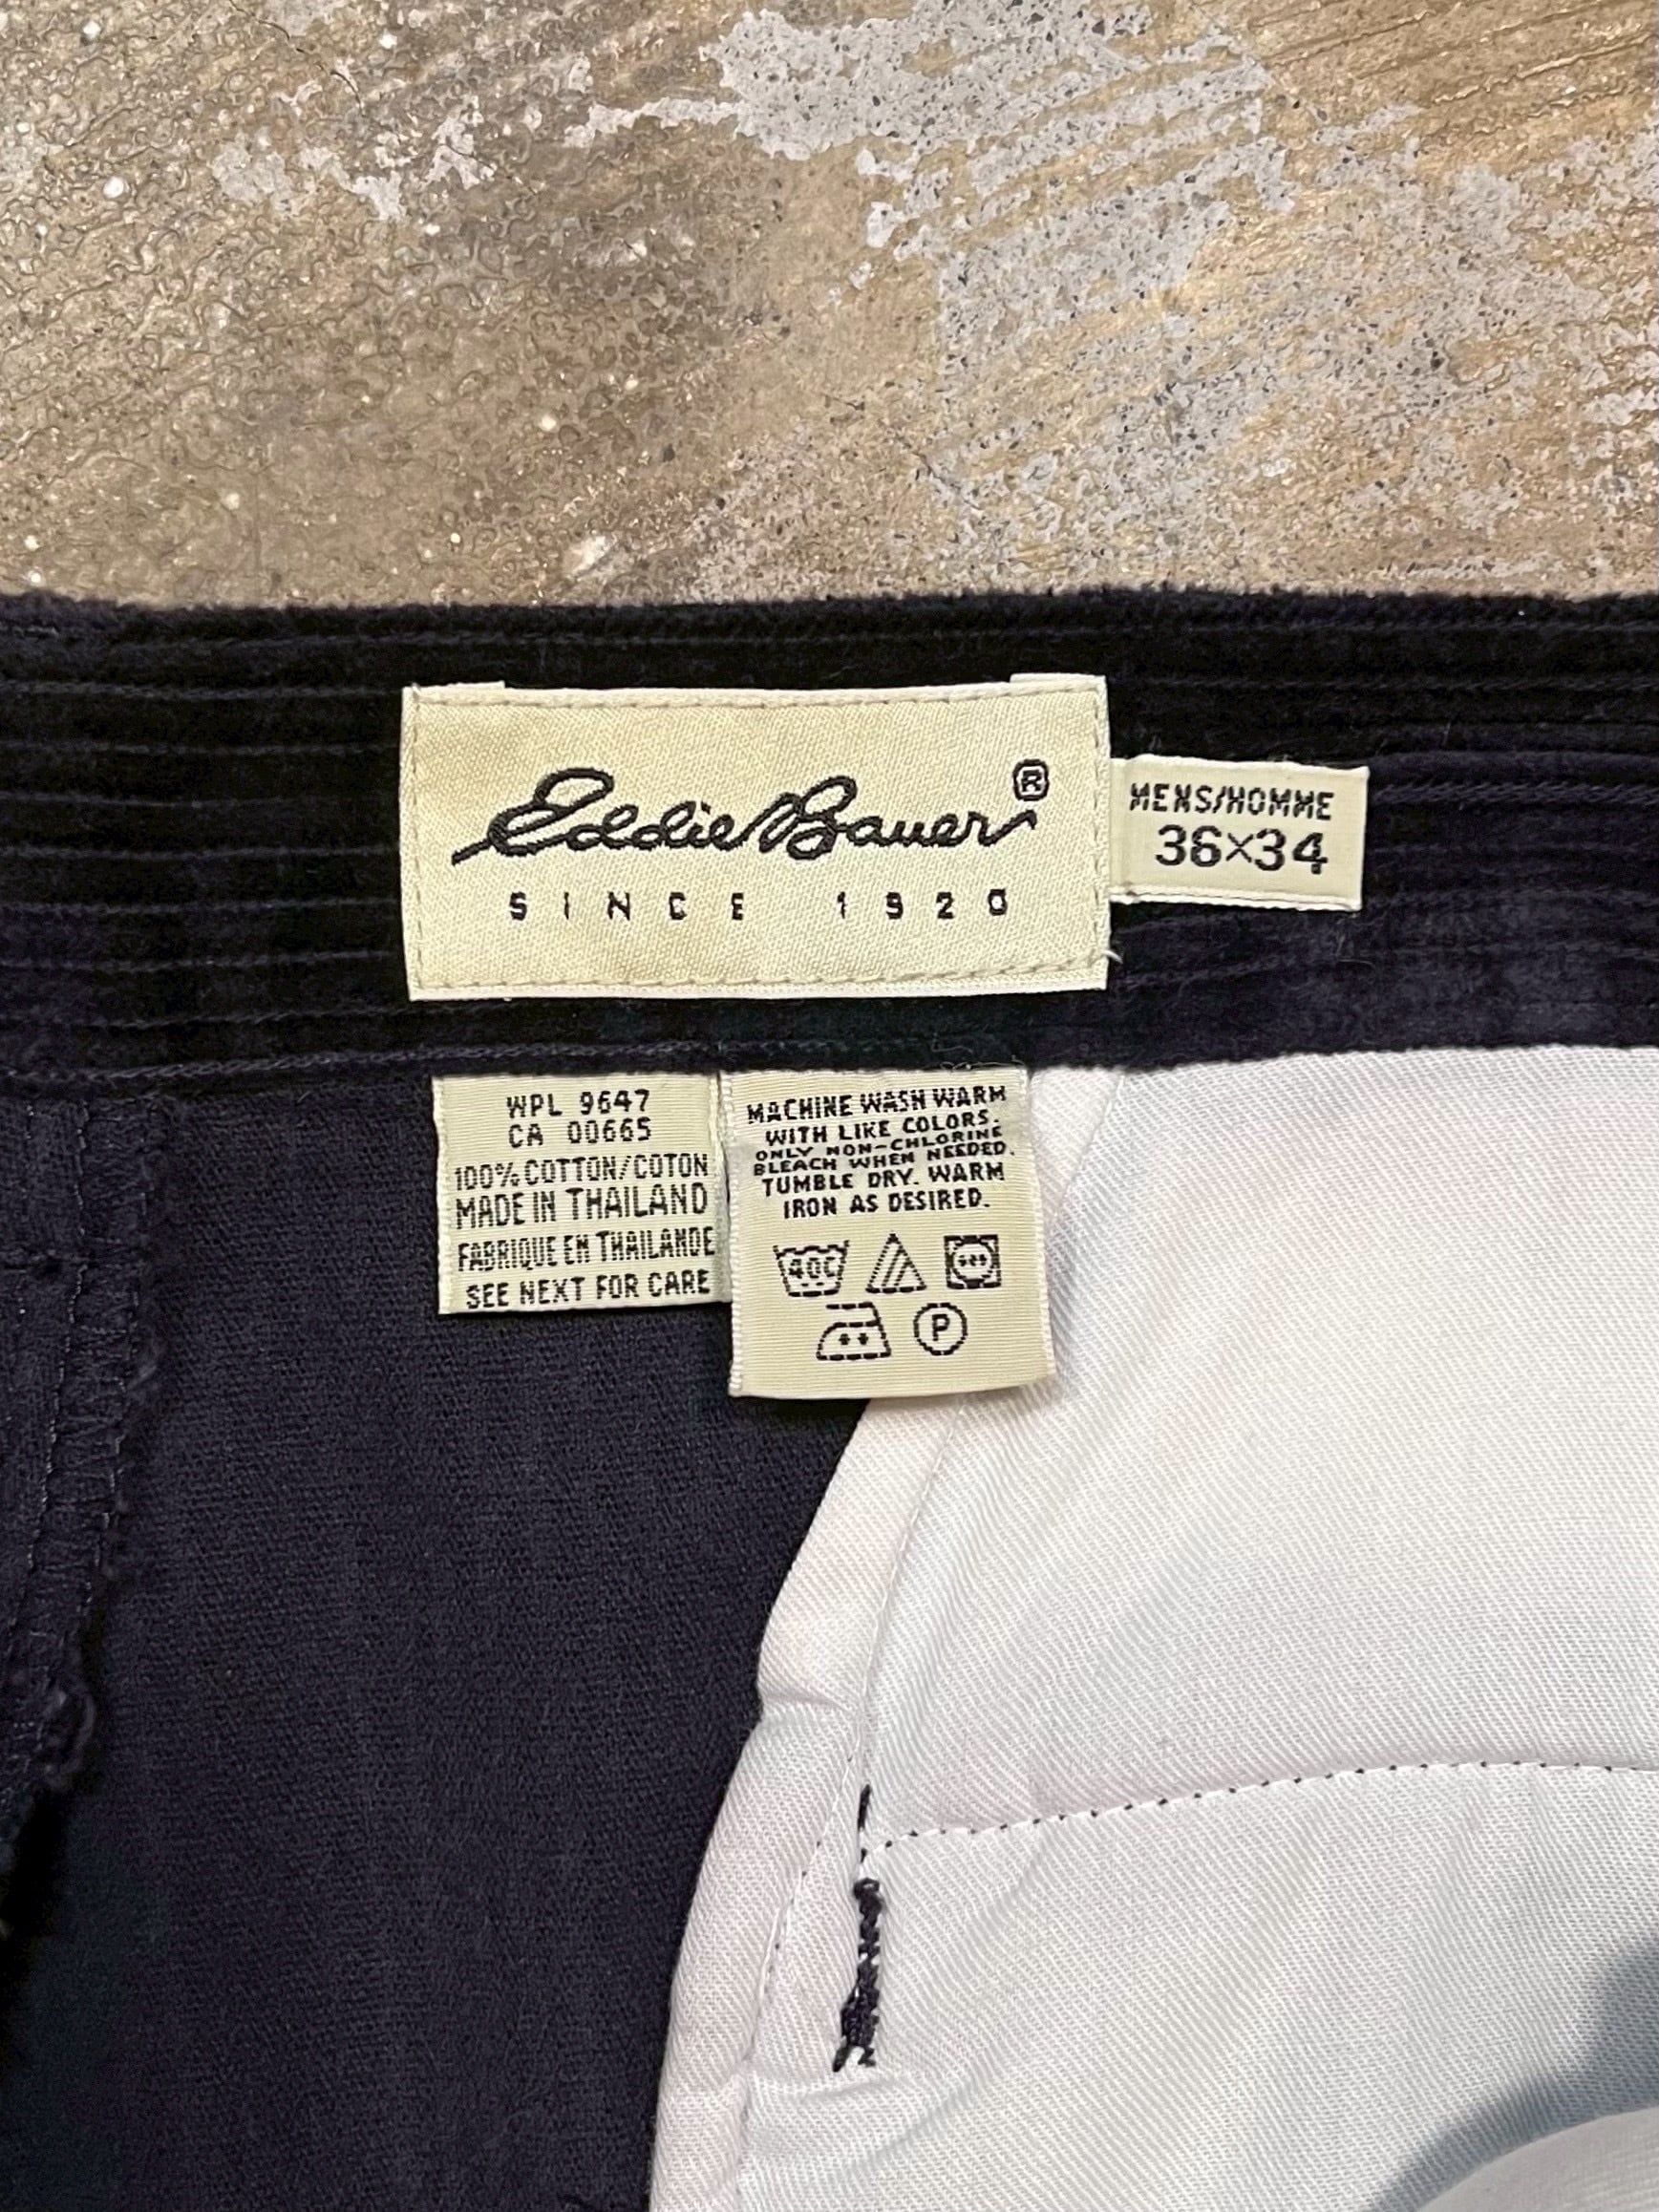 Eddie Bauer®
SINCE 1920
MENS/HOMME
36×34
WPL 9647
CA 00665
100% COTTON/COTON
MADE IN THAILAND
FABRIQUE EN THAILANDE
SEE NEXT FOR CARE
MACHINE WASH WARM
WITH LIKE COLORS.
ONLY NON-CHLORINE
BLEACH WHEN NEEDED.
TUMBLE DRY. WARM
IRON AS DESIRED.
40C
P